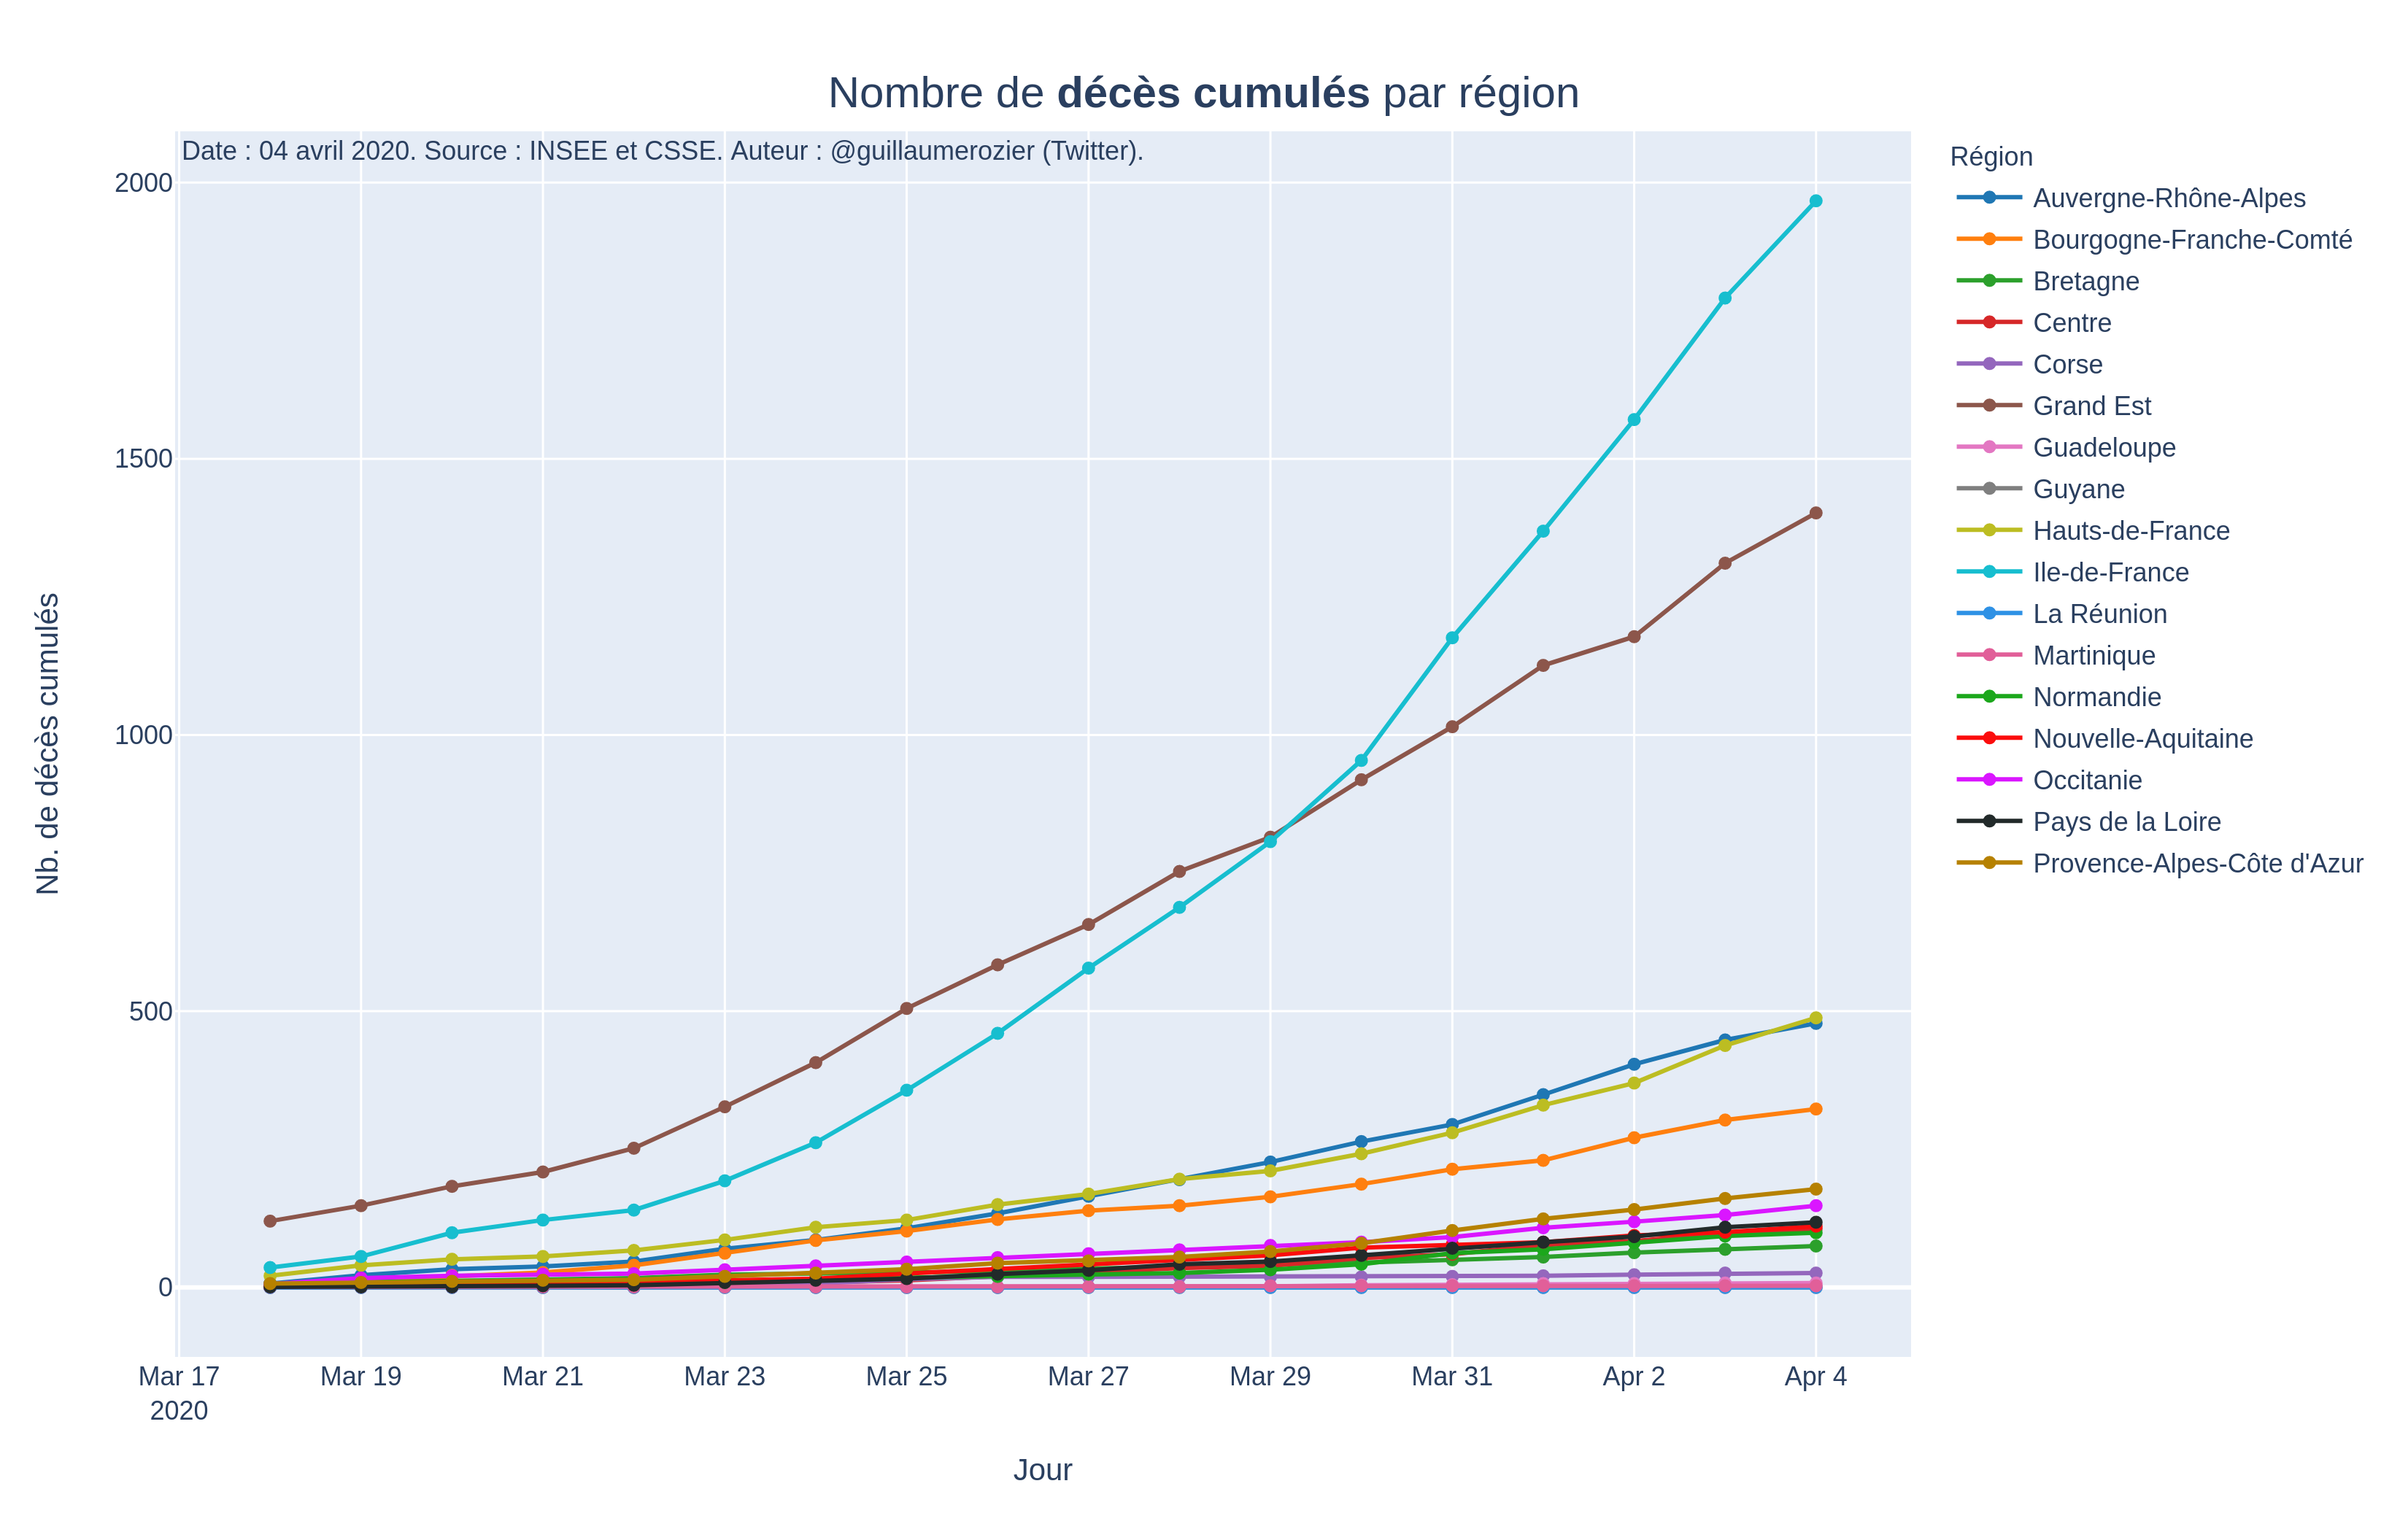 Nombre de décès cumulés par région
Date : 04 avril 2020. Source : INSEE et CSSE. Auteur : @guillaumerozier (Twitter).
Nb. de décès cumulés
2000
1500
1000
500
0
Mar 17
2020
Mar 19
Mar 21
Mar 23
Mar 25
Mar 27
Mar 29
Mar 31
Apr 2
Apr 4
Jour
Région
Auvergne-Rhône-Alpes
Bourgogne-Franche-Comté
Bretagne
Centre
Corse
Grand Est
Guadeloupe
Guyane
Hauts-de-France
Ile-de-France
La Réunion
Martinique
Normandie
Nouvelle-Aquitaine
Occitanie
Pays de la Loire
Provence-Alpes-Côte d'Azur